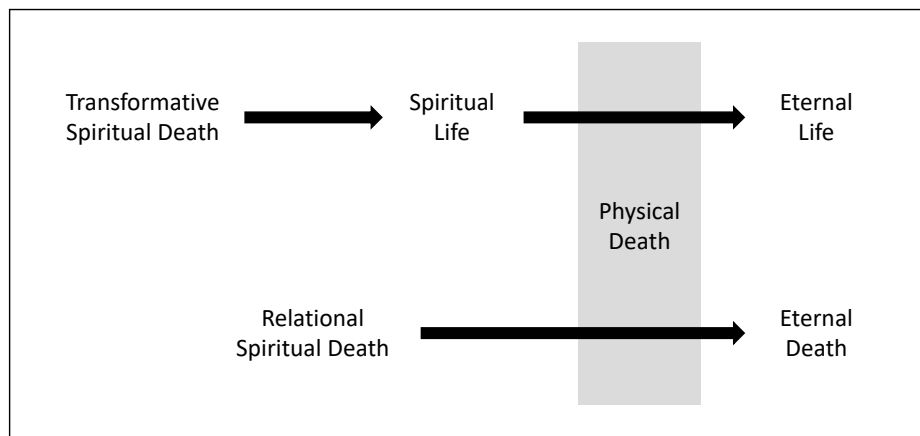 Transformative
Spiritual Death
Spiritual
Life
Eternal
Life
Physical
Death
Relational
Spiritual Death
Eternal
Death